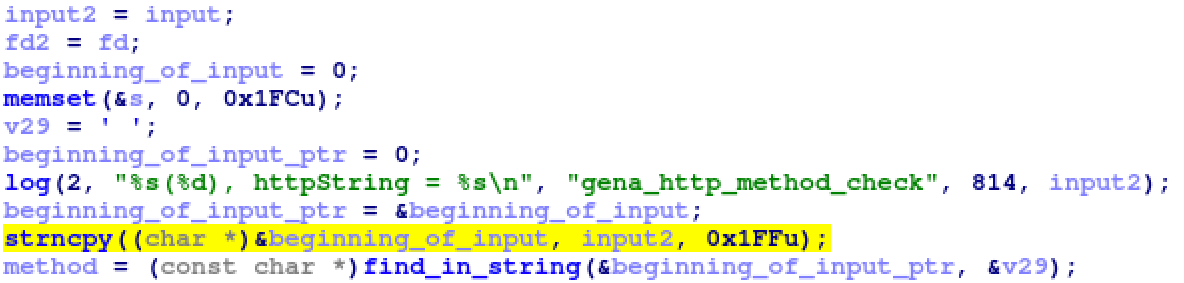 input2 = input;
fd2 = fd;
beginning_of_input = 0;
memset(&s, 0, 0x1FCu);
v29 = ' ';
beginning_of_input_ptr = 0;
log(2, "%s(%d), httpString = %s\n", "gena_http_method_check", 814, input2);
beginning_of_input_ptr = &beginning_of_input;
strncpy((char *)&beginning_of_input, input2, 0x1FFu);
method = (const char *)find_in_string(&beginning_of_input_ptr, &v29);